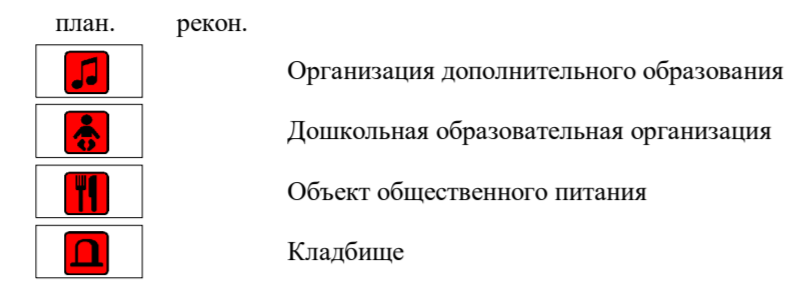 план. рекон.
Организация дополнительного образования
Дошкольная образовательная организация
Объект общественного питания
Кладбище